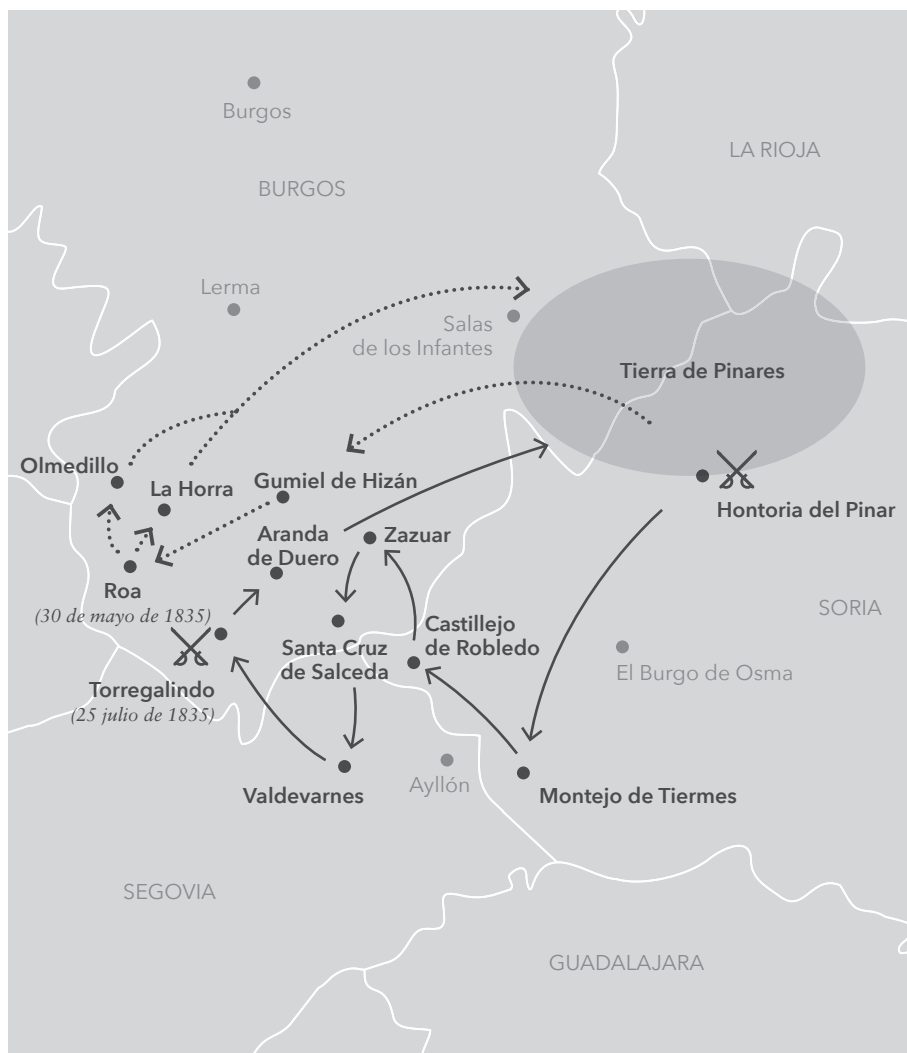 Burgos
LA RIOJA
BURGOS
Lerma
Salas
de los Infantes
Tierra de Pinares
Olmedillo
La Horra
Gumiel de Hizán
Hontoria del Pinar
Aranda
de Duero
Zazuar
Roa
(30 de mayo de 1835)
SORIA
Santa Cruz
de Salceda
Castillejo
de Robledo
El Burgo de Osma
Torregalindo
(25 julio de 1835)
Ayllón
Valdevarnes
Montejo de Tiermes
SEGOVIA
GUADALAJARA